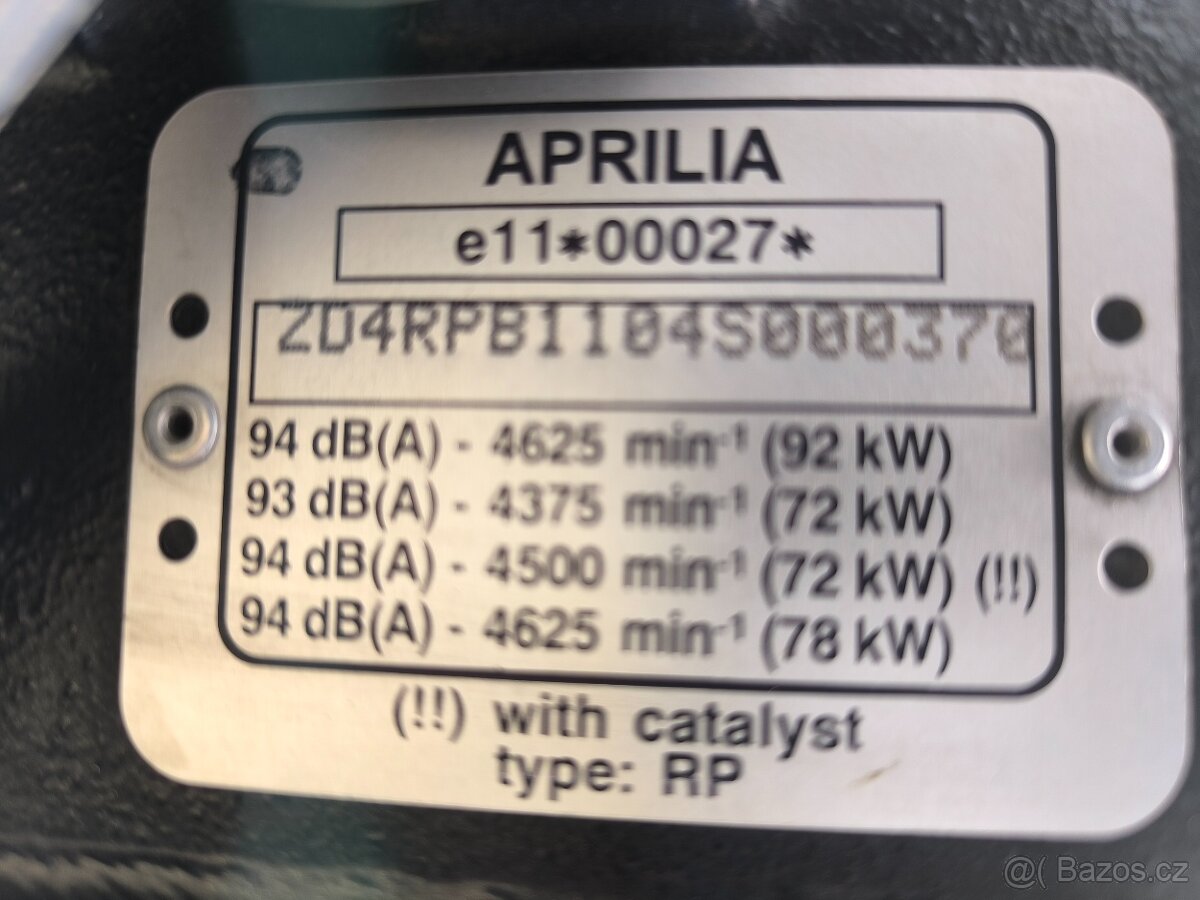 APRILIA
e11*00027*
ZD4RPB1104S000370
94 dB(A) - 4625 min-¹ (92 kW)
93 dB(A) - 4375 min-¹ (72 kW)
94 dB(A) - 4500 min-¹ (72 kW) (!!)
94 dB(A) - 4625 min-¹ (78 kW)
(!!) with catalyst
type: RP
@( Bazos.cz